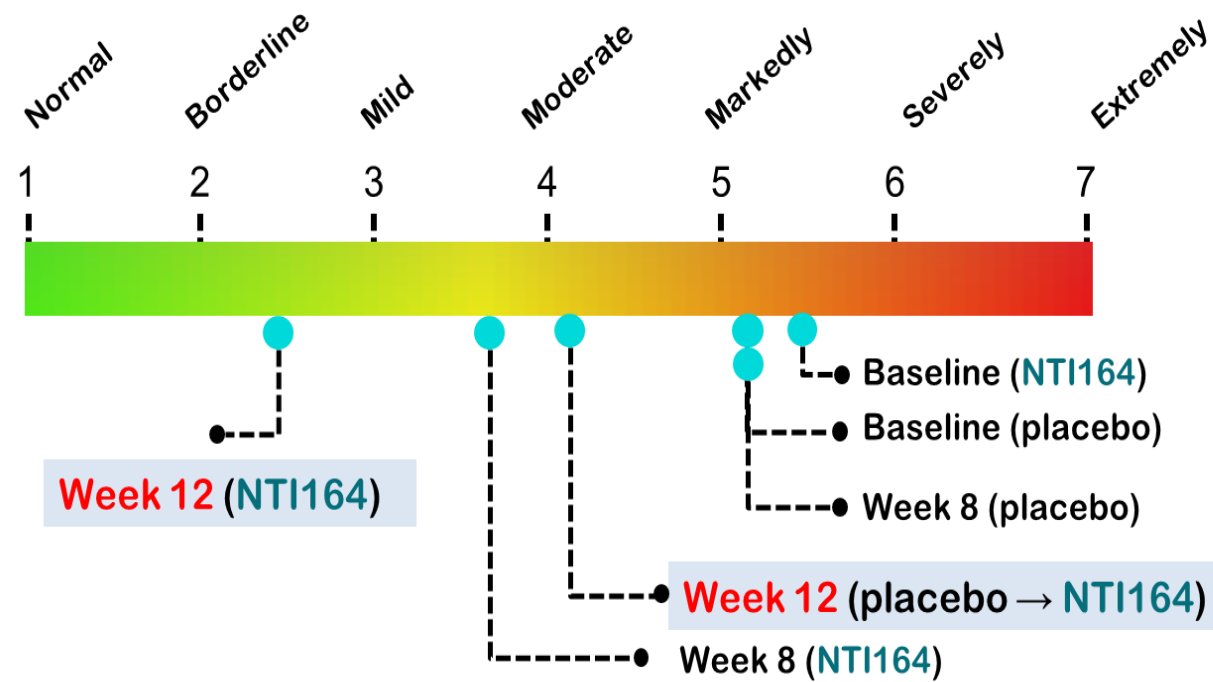 Normal
Borderline
Mild
Moderate
Markedly
Severely
Extremely
1 2 3 4 5 6 7
Baseline (NTI164)
Baseline (placebo)
Week 12 (NTI164)
Week 8 (placebo)
Week 12 (placebo → NTI164)
Week 8 (NTI164)